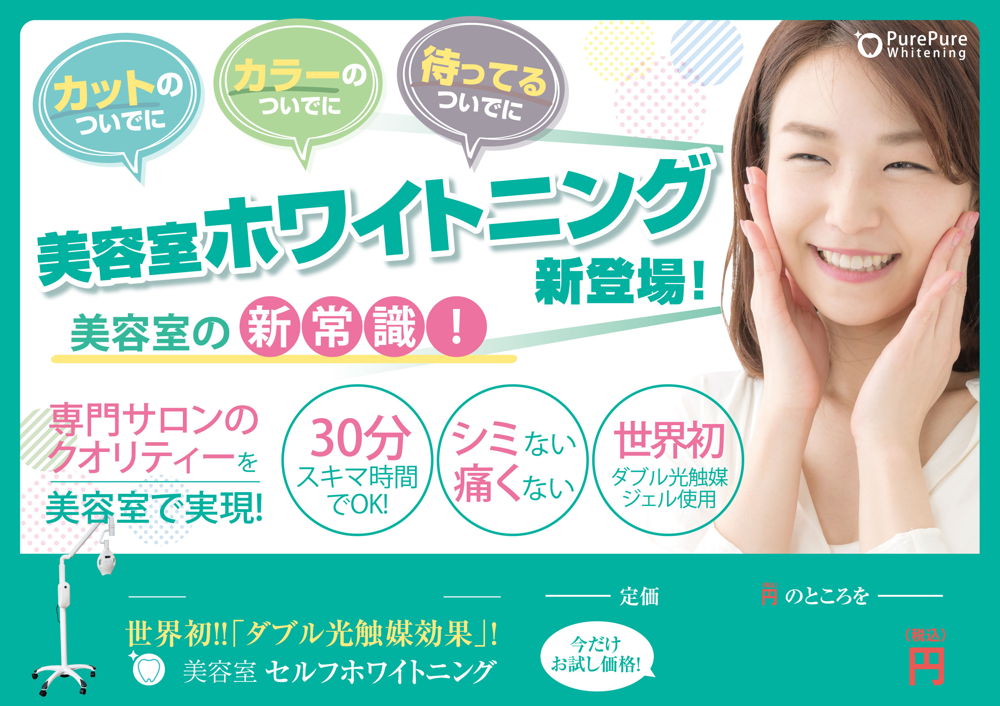 カットの
ついでに
カラーの
ついでに
待ってる
ついでに
PurePure
Whitening
美容室ホワイトニング
新登場！
美容室の新常識！
専門サロンの
クオリティーを
美容室で実現!
30分
スキマ時間
でOK!
シミない
痛くない
世界初
ダブル光触媒
ジェル使用
世界初!!「ダブル光触媒効果」!
美容室 セルフホワイトニング
定価 円(税込)のところを
今だけ
お試し価格!
(税込)
円